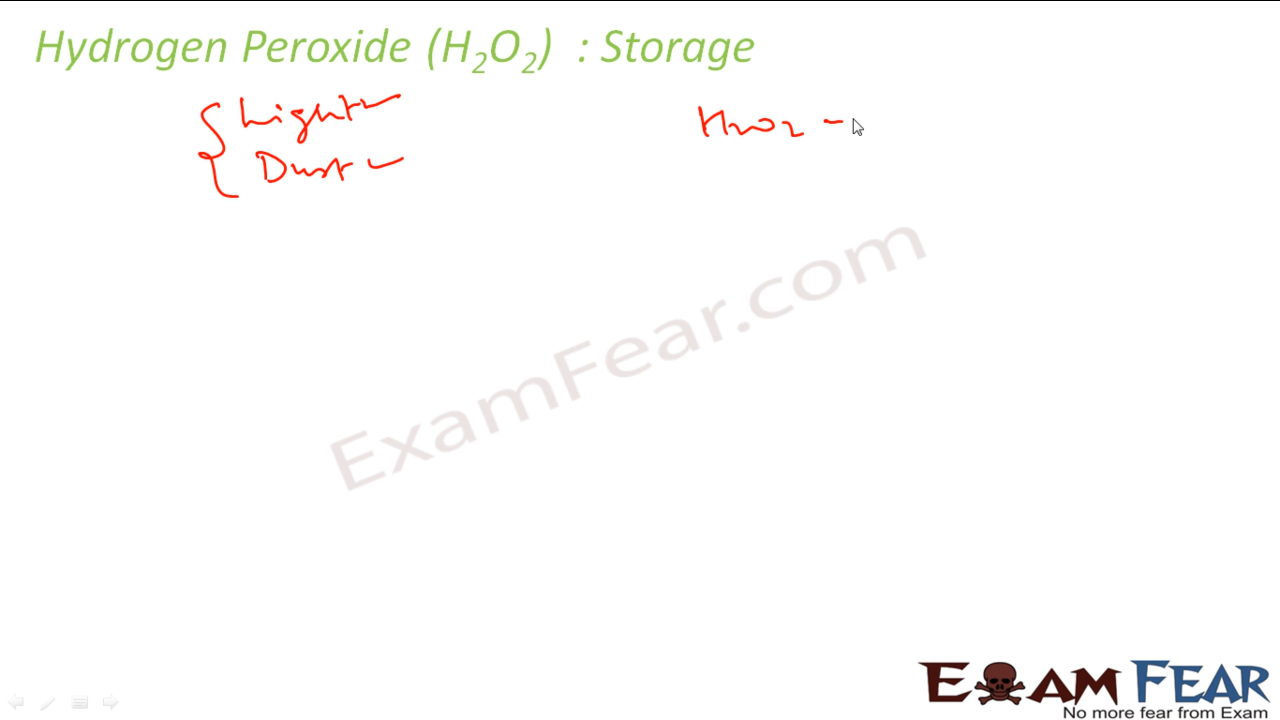 Hydrogen Peroxide (H₂O₂) : Storage
Light
Dust
H2O2 -
ExamFear.com
EXAM FEAR
No more fear from Exam